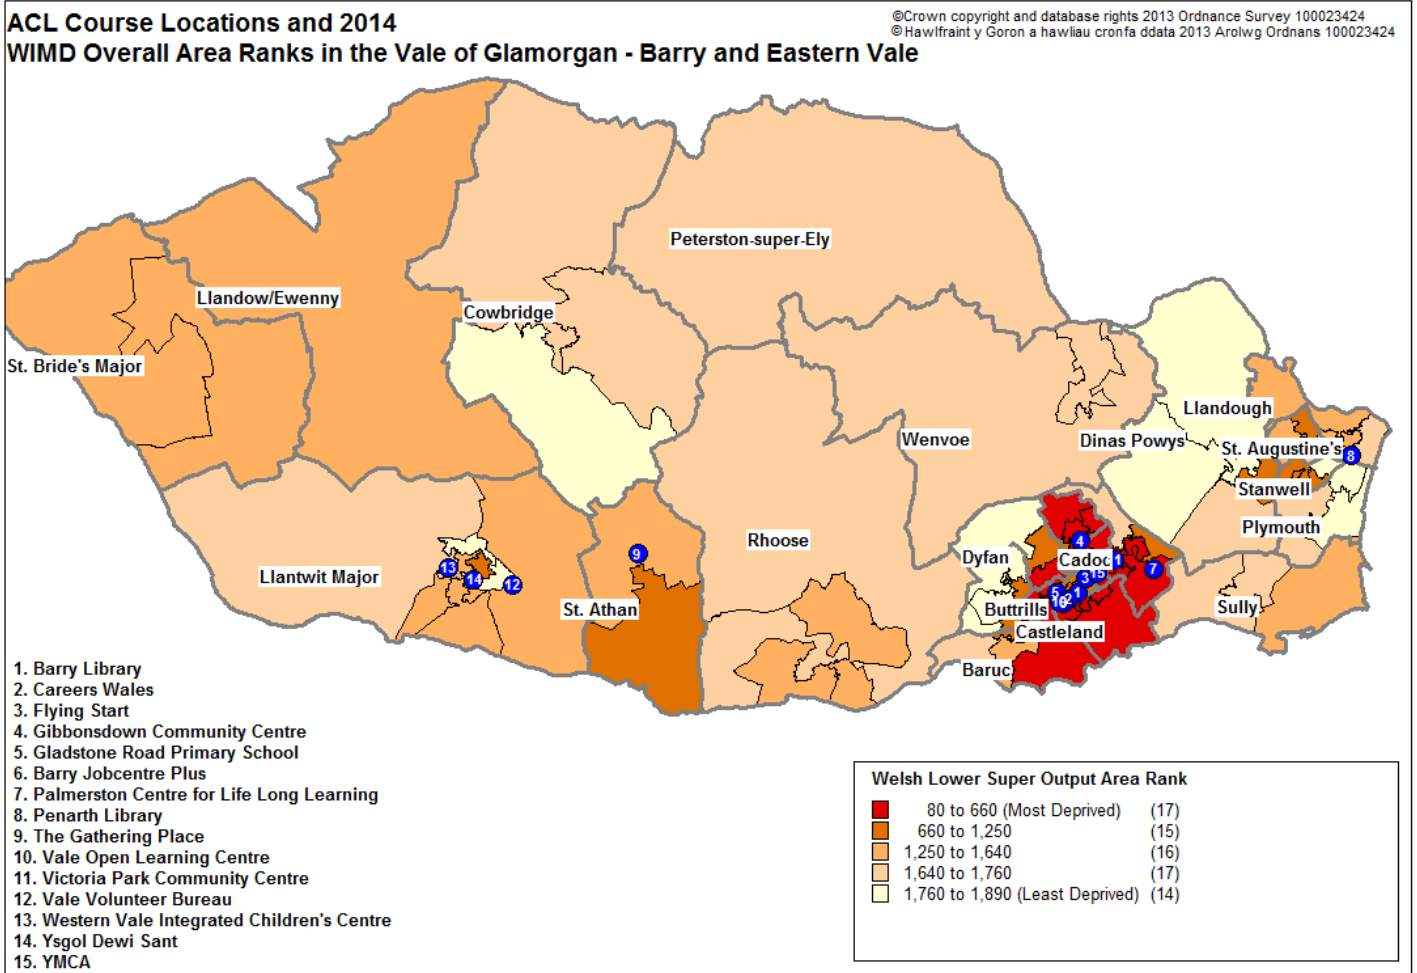 ACL Course Locations and 2014
WIMD Overall Area Ranks in the Vale of Glamorgan - Barry and Eastern Vale
©Crown copyright and database rights 2013 Ordnance Survey 100023424
© Hawlfraint y Goron a hawliau cronfa ddata 2013 Arolwg Ordnans 100023424
Peterston-super-Ely
Llandow/Ewenny
Cowbridge
St. Bride's Major
Llandough
Wenvoe
Dinas Powys
St. Augustine's
8
Stanwell
Plymouth
Rhoose
4
9
Dyfan
Cadoc
1
7
13
Llantwit Major
14
12
3
15
5
2
1
10
St. Athan
Buttrills
Sully
Castleland
Baruc
1. Barry Library
2. Careers Wales
3. Flying Start
4. Gibbonsdown Community Centre
5. Gladstone Road Primary School
6. Barry Jobcentre Plus
7. Palmerston Centre for Life Long Learning
8. Penarth Library
9. The Gathering Place
10. Vale Open Learning Centre
11. Victoria Park Community Centre
12. Vale Volunteer Bureau
13. Western Vale Integrated Children's Centre
14. Ysgol Dewi Sant
15. YMCA
Welsh Lower Super Output Area Rank
80 to 660 (Most Deprived) (17)
660 to 1,250 (15)
1,250 to 1,640 (16)
1,640 to 1,760 (17)
1,760 to 1,890 (Least Deprived) (14)